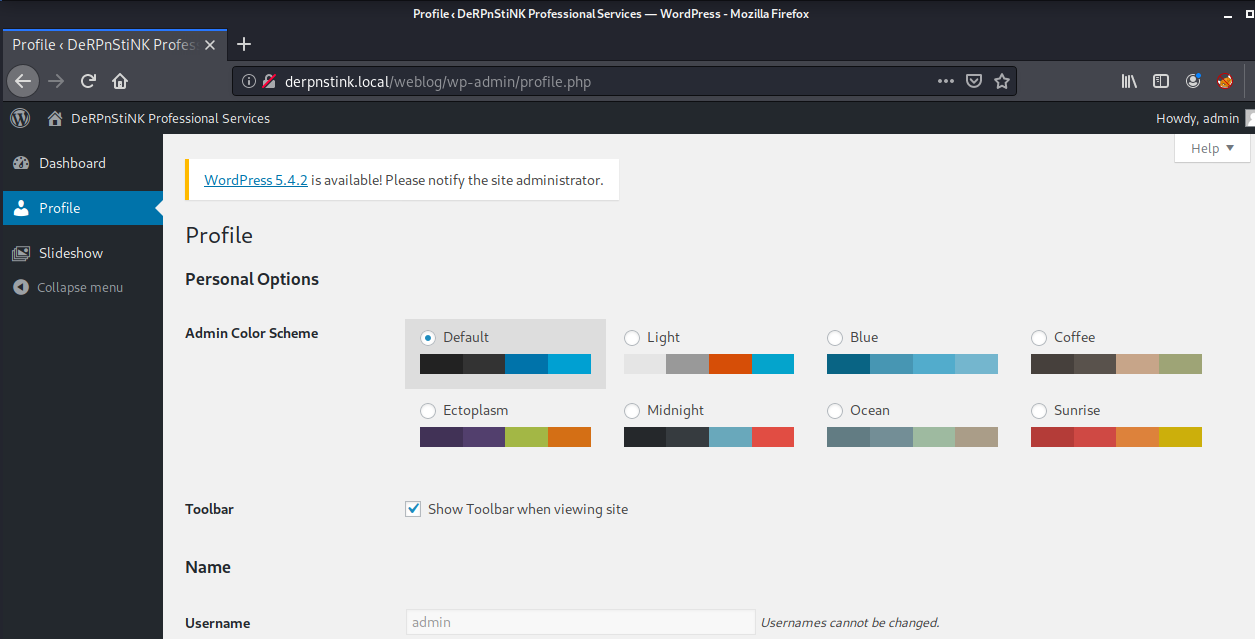 Profile ‹ DeRPnStiNK Professional Services — WordPress - Mozilla Firefox
Profile ‹ DeRPnStiNK Profes
derpnstink.local/weblog/wp-admin/profile.php
DeRPnStiNK Professional Services
Howdy, admin
Help
Dashboard
Profile
Slideshow
Collapse menu
WordPress 5.4.2 is available! Please notify the site administrator.
Profile
Personal Options
Admin Color Scheme
Default
Light
Blue
Coffee
Ectoplasm
Midnight
Ocean
Sunrise
Toolbar
Show Toolbar when viewing site
Name
Username
admin
Usernames cannot be changed.